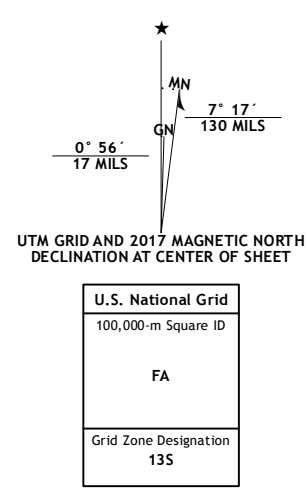 ★
MN
GN
7° 17´
130 MILS
0° 56´
17 MILS
UTM GRID AND 2017 MAGNETIC NORTH
DECLINATION AT CENTER OF SHEET
U.S. National Grid
100,000-m Square ID
FA
Grid Zone Designation
13S